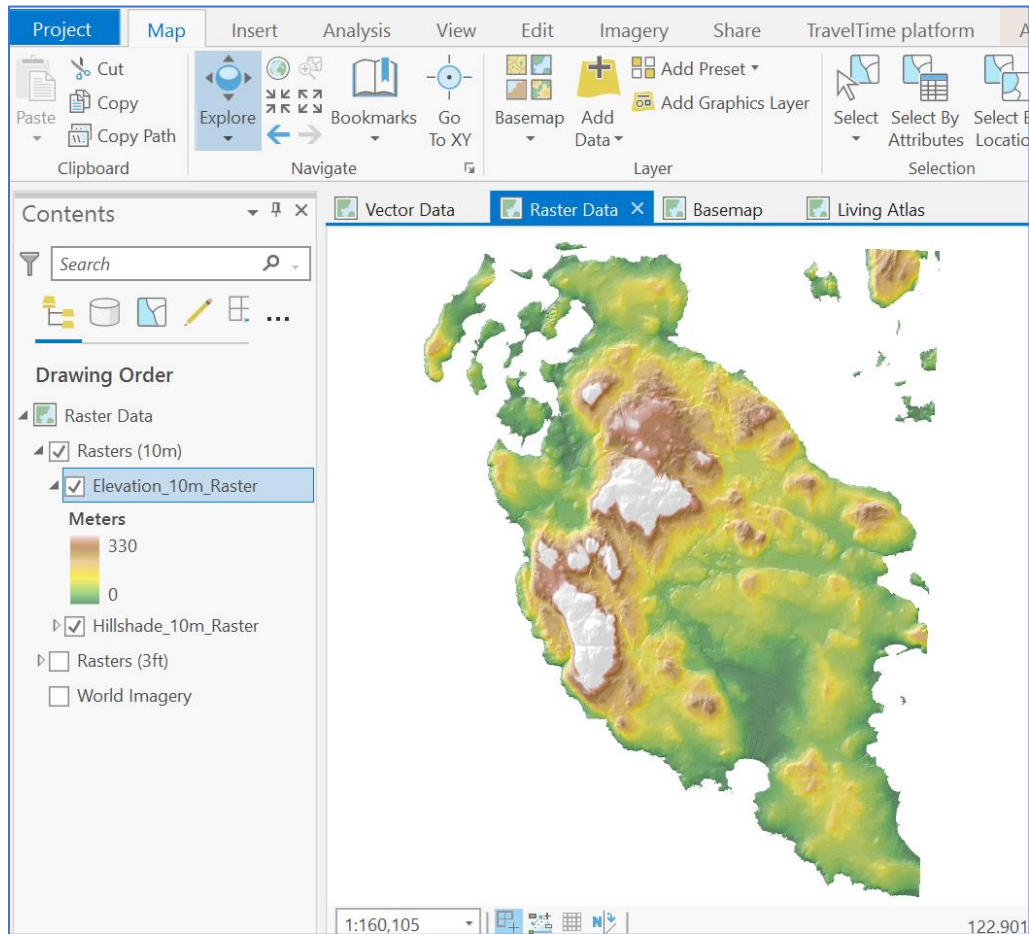 Project Map Insert Analysis View Edit Imagery Share TravelTime platform A
Paste
Cut
Copy
Copy Path
Clipboard
Explore
Bookmarks
Go
To XY
Navigate
Basemap
Add
Data
Add Preset
Add Graphics Layer
Layer
Select
Select By
Attributes
Select B
Locatio
Selection
Contents
Search
Drawing Order
Raster Data
Rasters (10m)
Elevation_10m_Raster
Meters
330
0
Hillshade_10m_Raster
Rasters (3ft)
World Imagery
Vector Data Raster Data Basemap Living Atlas
1:160,105
N
122.901